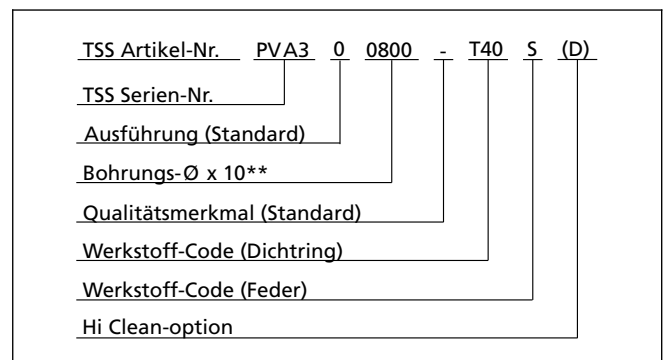 TSS Artikel-Nr. PVA3 0 0800 - T40 S (D)
TSS Serien-Nr.
Ausführung (Standard)
Bohrungs-Ø x 10**
Qualitätsmerkmal (Standard)
Werkstoff-Code (Dichtring)
Werkstoff-Code (Feder)
Hi Clean-option